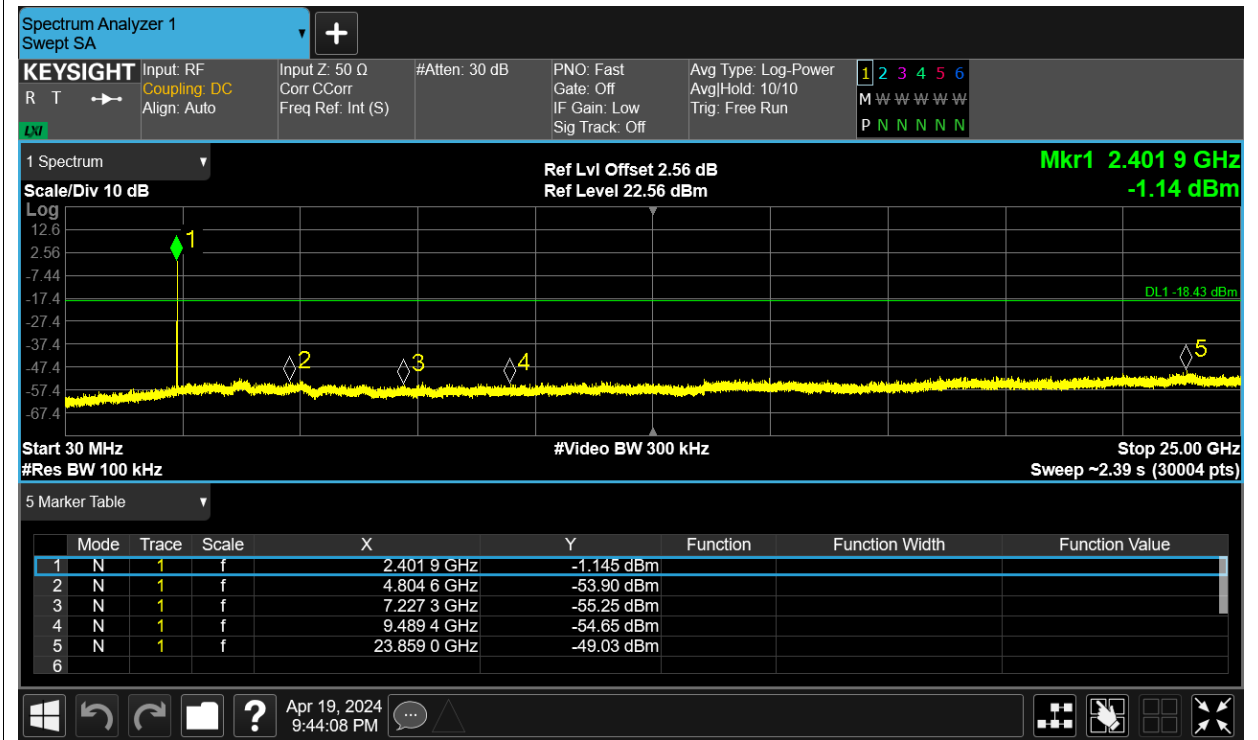 Spectrum Analyzer 1
Swept SA
KEYSIGHT
R T
LXI
Input: RF
Coupling: DC
Align: Auto
Input Z: 50 Ω
Corr CCorr
Freq Ref: Int (S)
#Atten: 30 dB
PNO: Fast
Gate: Off
IF Gain: Low
Sig Track: Off
Avg Type: Log-Power
Avg|Hold: 10/10
Trig: Free Run
1 2 3 4 5 6
M W W W W W
P N N N N N
1 Spectrum
Scale/Div 10 dB
Ref Lvl Offset 2.56 dB
Ref Level 22.56 dBm
Mkr1 2.401 9 GHz
-1.14 dBm
Log
12.6
2.56
-7.44
-17.4
-27.4
-37.4
-47.4
-57.4
-67.4
1
2
3
4
5
DL1 -18.43 dBm
Start 30 MHz
#Video BW 300 kHz
Stop 25.00 GHz
#Res BW 100 kHz
Sweep ~2.39 s (30004 pts)
5 Marker Table
Mode Trace Scale X Y Function Function Width Function Value
1 N 1 f 2.401 9 GHz -1.145 dBm
2 N 1 f 4.804 6 GHz -53.90 dBm
3 N 1 f 7.227 3 GHz -55.25 dBm
4 N 1 f 9.489 4 GHz -54.65 dBm
5 N 1 f 23.859 0 GHz -49.03 dBm
6
?
Apr 19, 2024
9:44:08 PM